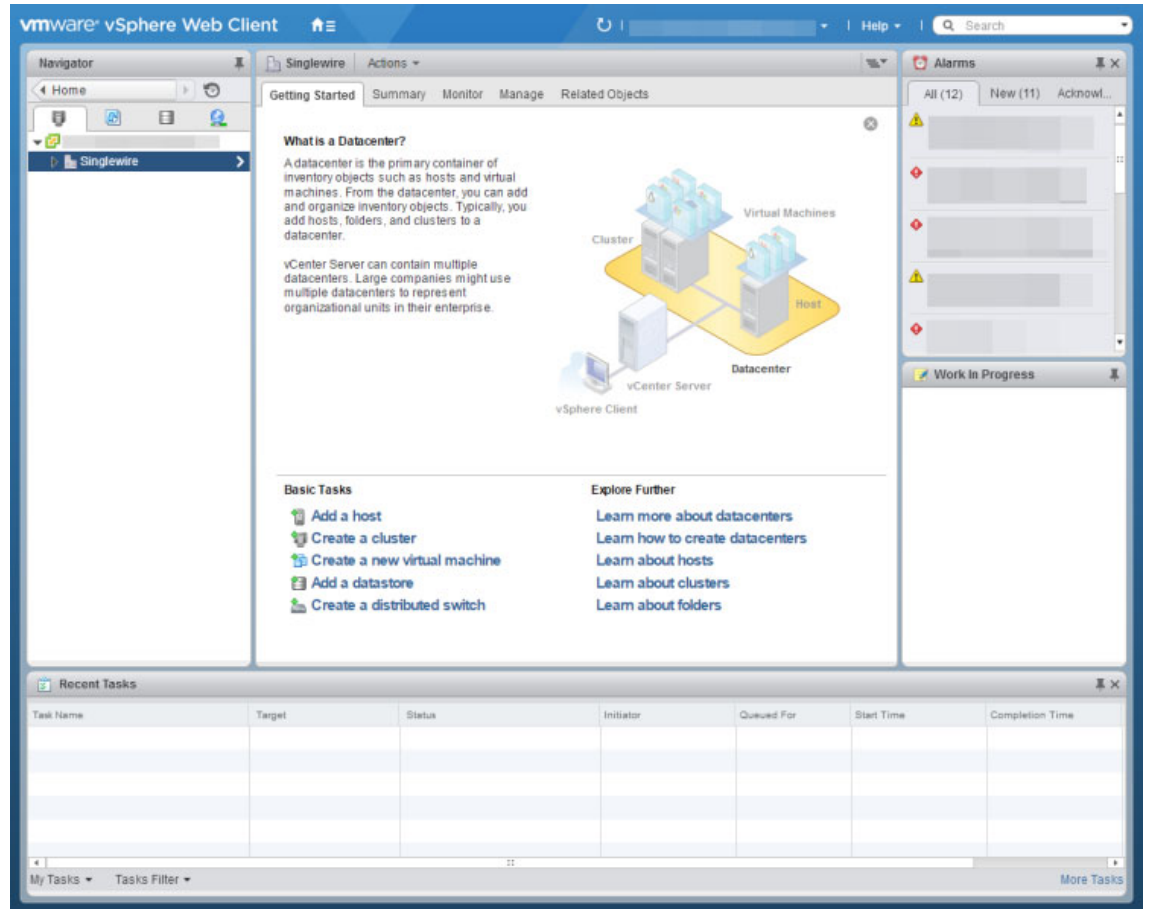 vmware® vSphere Web Client
Help
Search
Navigator
Home
Singlewire
Singlewire Actions
Getting Started Summary Monitor Manage Related Objects
What is a Datacenter?
A datacenter is the primary container of
inventory objects such as hosts and virtual
machines. From the datacenter, you can add
and organize inventory objects. Typically, you
add hosts, folders, and clusters to a
datacenter.
vCenter Server can contain multiple
datacenters. Large companies might use
multiple datacenters to represent
organizational units in their enterprise.
Virtual Machines
Cluster
Host
Datacenter
vCenter Server
vSphere Client
Basic Tasks
Add a host
Create a cluster
Create a new virtual machine
Add a datastore
Create a distributed switch
Explore Further
Learn more about datacenters
Learn how to create datacenters
Learn about hosts
Learn about clusters
Learn about folders
Alarms
All (12) New (11) Acknowl...
Work In Progress
Recent Tasks
Task Name Target Status Initiator Queued For Start Time Completion Time
My Tasks Tasks Filter More Tasks